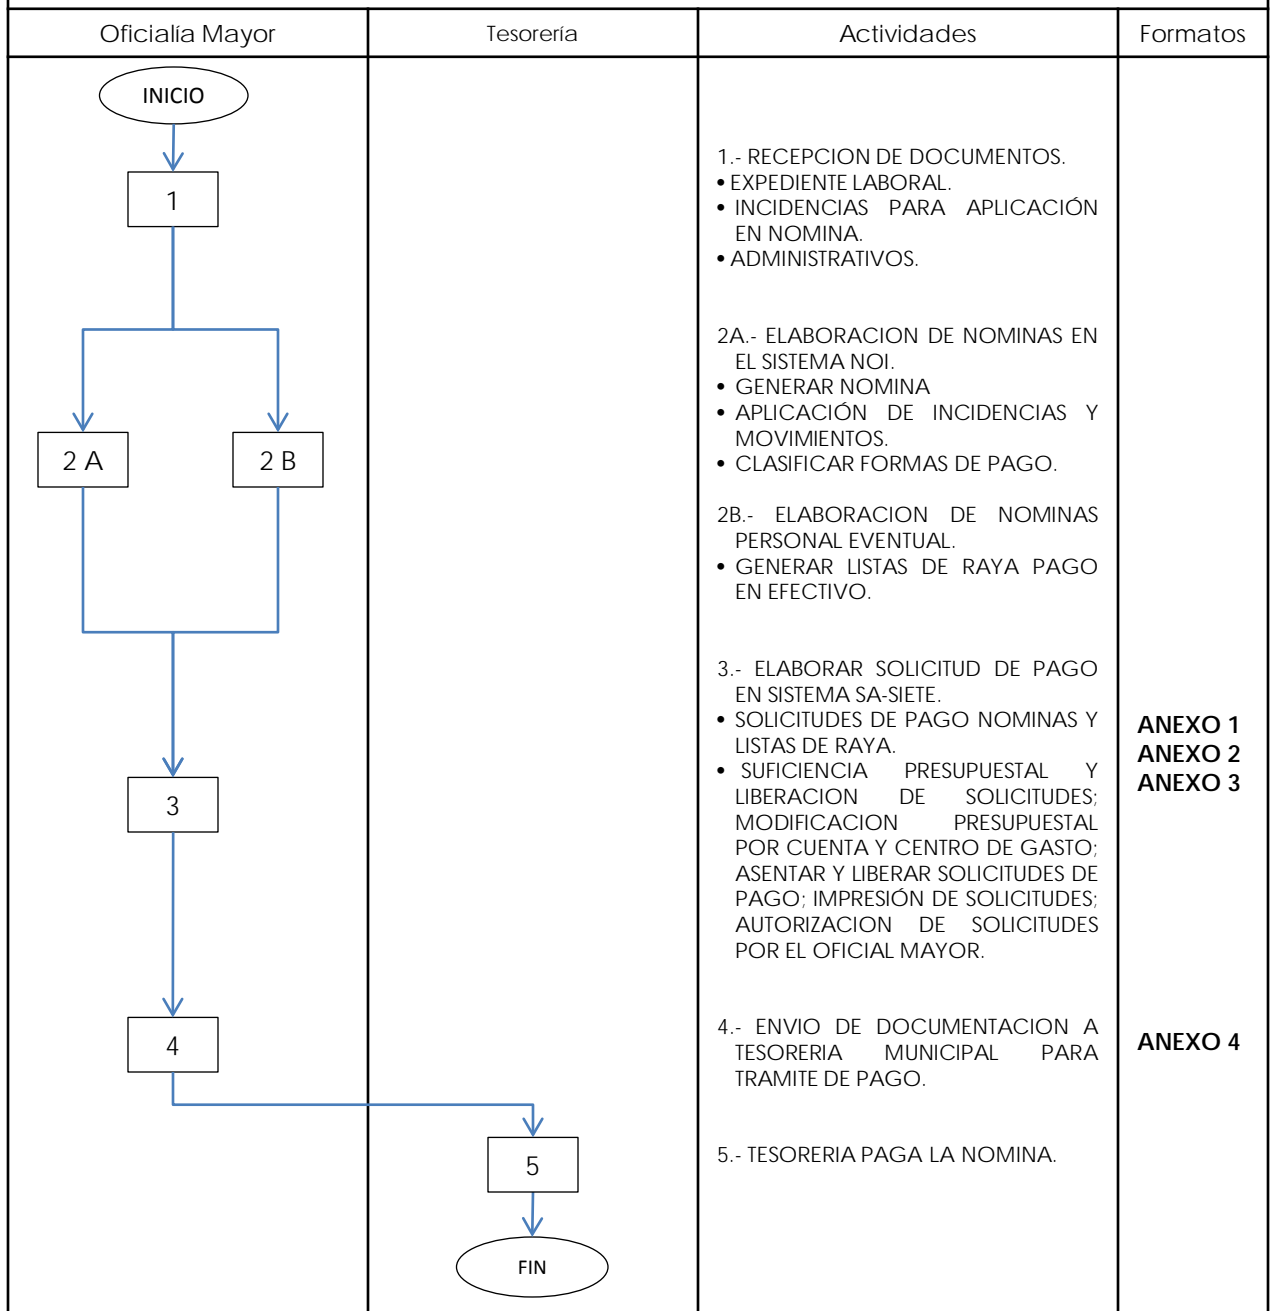 Oficialía Mayor
Tesorería
Actividades
Formatos
INICIO
1
2 A
2 B
3
4
5
FIN
1.- RECEPCION DE DOCUMENTOS.
• EXPEDIENTE LABORAL.
• INCIDENCIAS PARA APLICACIÓN
EN NOMINA.
• ADMINISTRATIVOS.
2A.- ELABORACION DE NOMINAS EN
EL SISTEMA NOI.
• GENERAR NOMINA
• APLICACIÓN DE INCIDENCIAS Y
MOVIMIENTOS.
• CLASIFICAR FORMAS DE PAGO.
2B.- ELABORACION DE NOMINAS
PERSONAL EVENTUAL.
• GENERAR LISTAS DE RAYA PAGO
EN EFECTIVO.
3.- ELABORAR SOLICITUD DE PAGO
EN SISTEMA SA-SIETE.
• SOLICITUDES DE PAGO NOMINAS Y
LISTAS DE RAYA.
• SUFICIENCIA PRESUPUESTAL Y
LIBERACION DE SOLICITUDES;
MODIFICACION PRESUPUESTAL
POR CUENTA Y CENTRO DE GASTO;
ASENTAR Y LIBERAR SOLICITUDES DE
PAGO; IMPRESIÓN DE SOLICITUDES;
AUTORIZACION DE SOLICITUDES
POR EL OFICIAL MAYOR.
4.- ENVIO DE DOCUMENTACION A
TESORERIA MUNICIPAL PARA
TRAMITE DE PAGO.
5.- TESORERIA PAGA LA NOMINA.
ANEXO 1
ANEXO 2
ANEXO 3
ANEXO 4